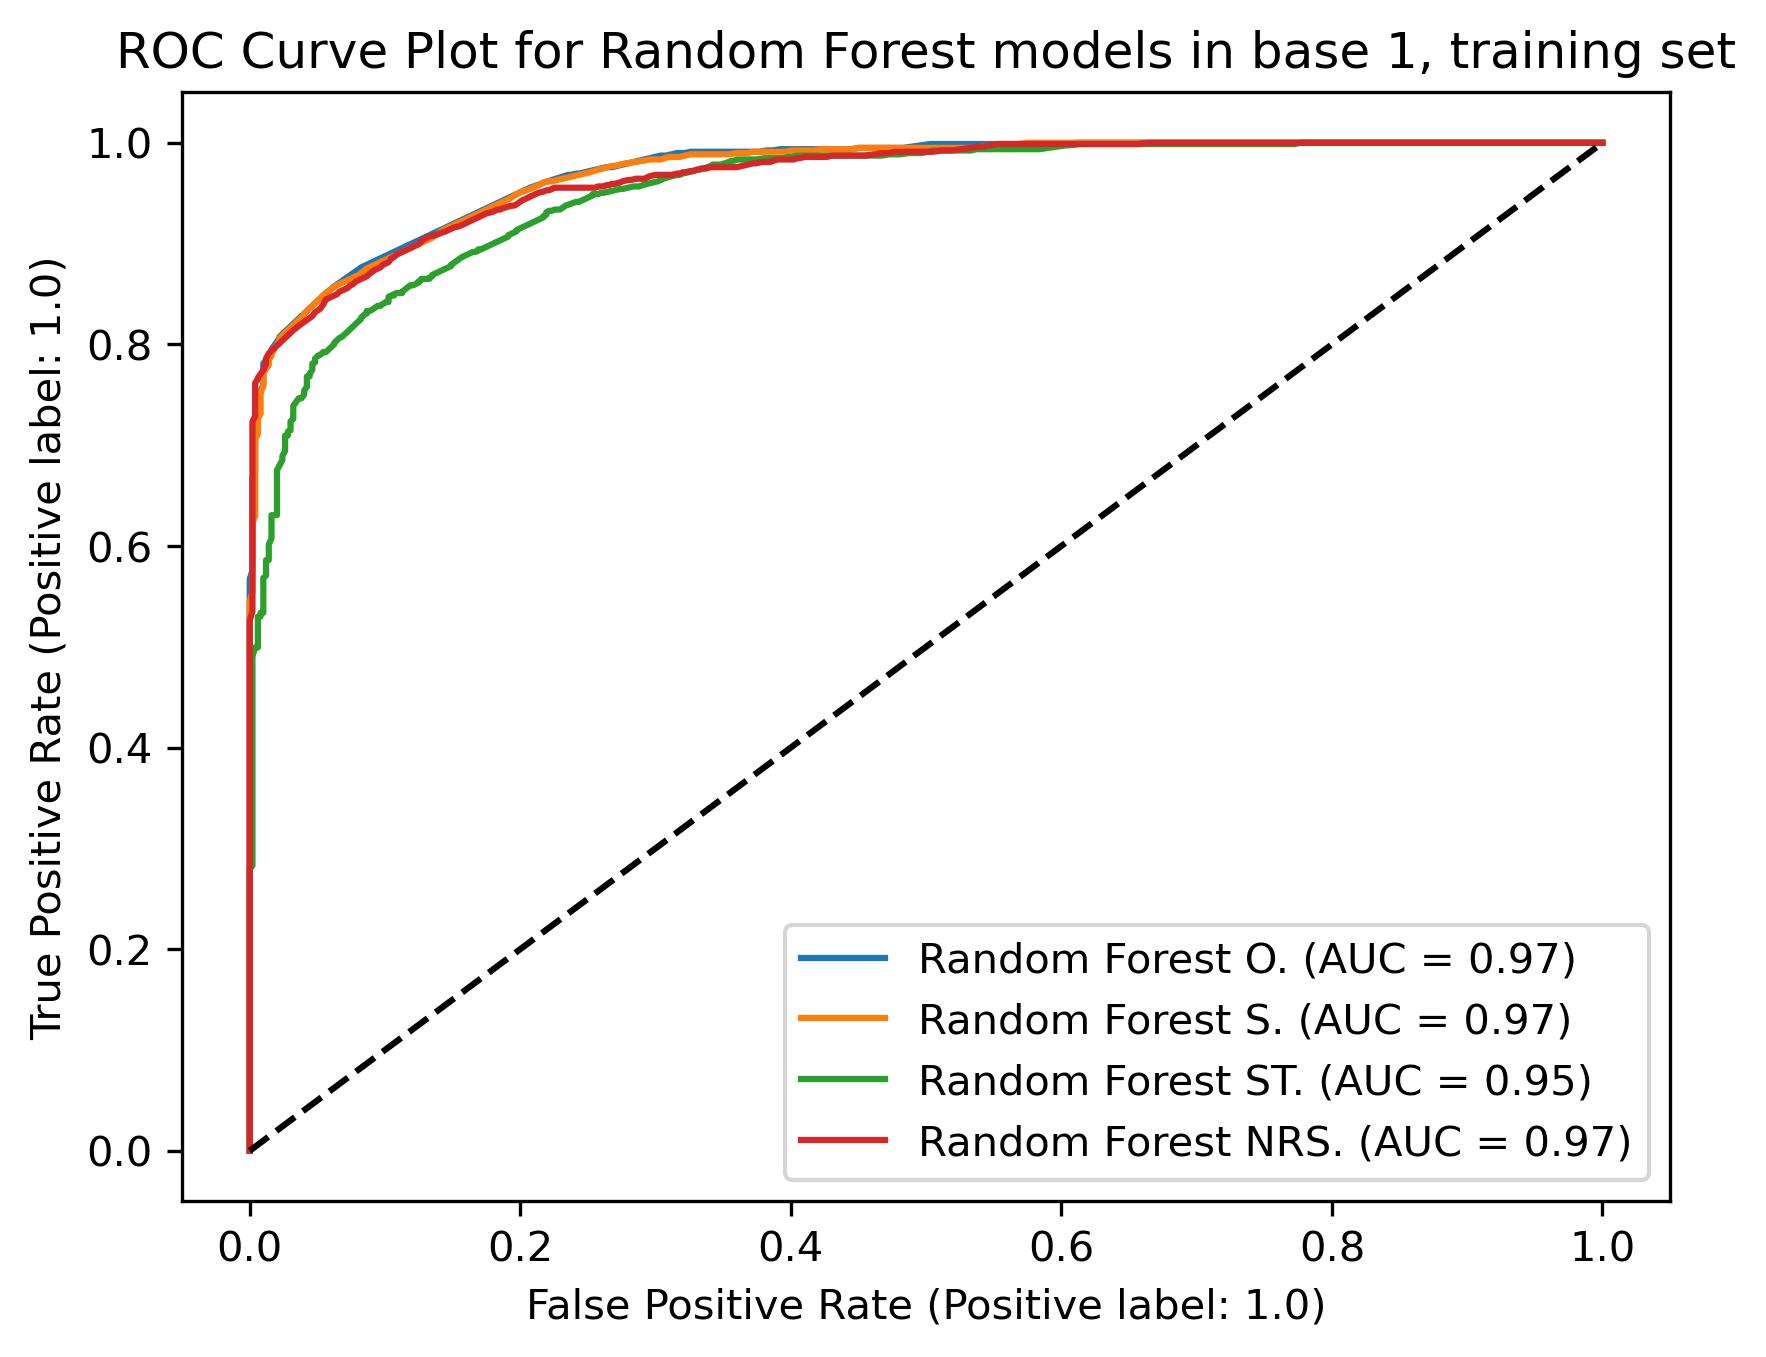 ROC Curve Plot for Random Forest models in base 1, training set
True Positive Rate (Positive label: 1.0)
1.0
0.8
0.6
0.4
0.2
0.0
Random Forest O. (AUC = 0.97)
Random Forest S. (AUC = 0.97)
Random Forest ST. (AUC = 0.95)
Random Forest NRS. (AUC = 0.97)
0.0 0.2 0.4 0.6 0.8 1.0
False Positive Rate (Positive label: 1.0)